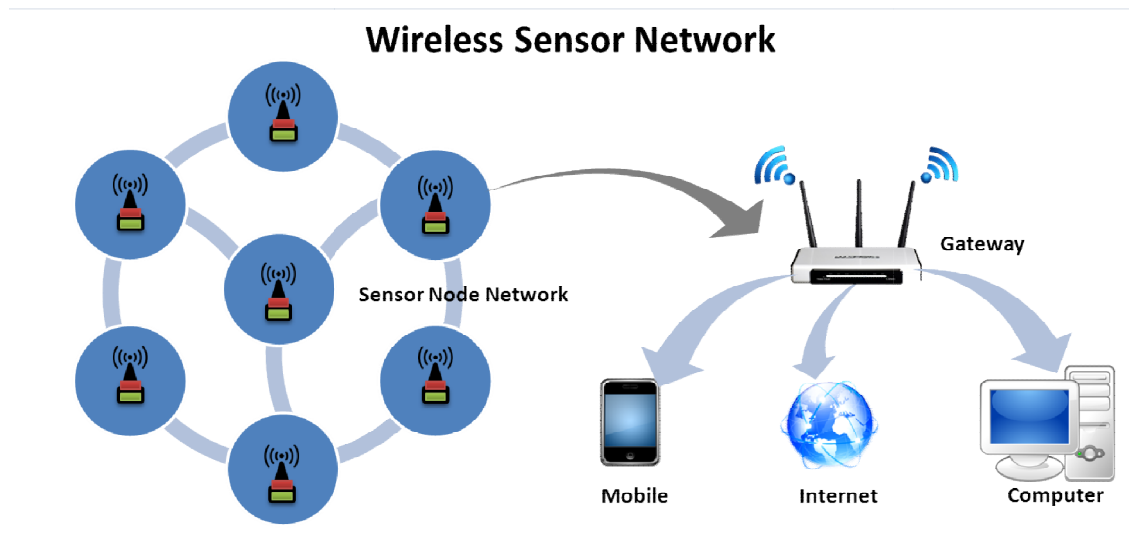 Wireless Sensor Network
Gateway
Sensor Node Network
Mobile
Internet
Computer